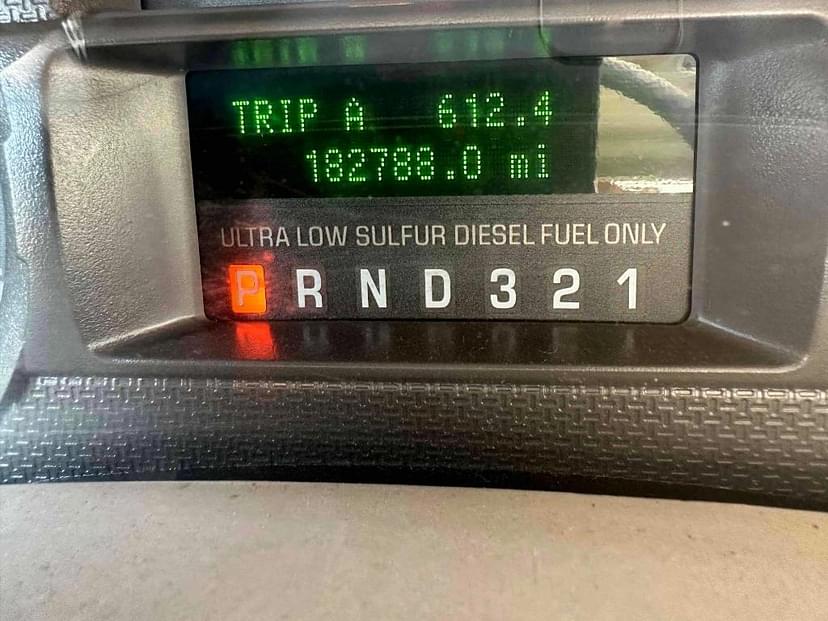 TRIP A 612.4
182788.0 mi
ULTRA LOW SULFUR DIESEL FUEL ONLY
P R N D 3 2 1